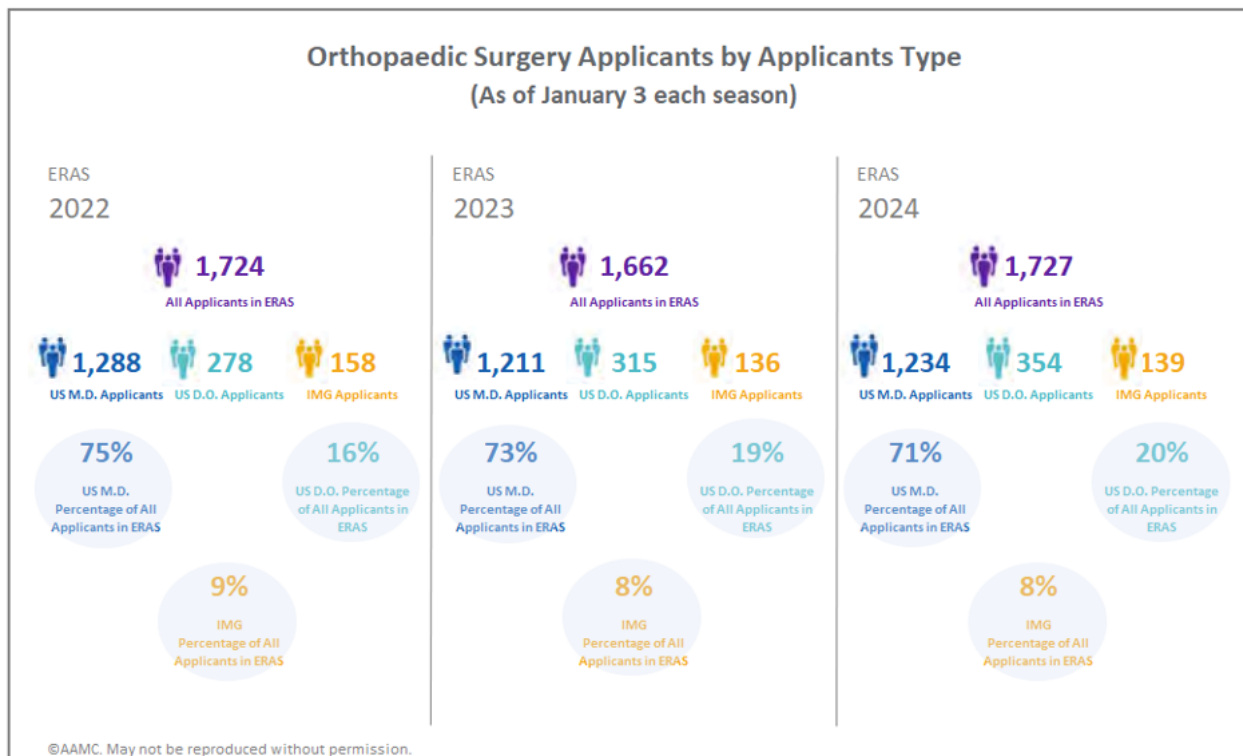 Orthopaedic Surgery Applicants by Applicants Type
(As of January 3 each season)
ERAS
2022
1,724
All Applicants in ERAS
1,288
US M.D. Applicants
278
US D.O. Applicants
158
IMG Applicants
75%
US M.D.
Percentage of All
Applicants in ERAS
16%
US D.O. Percentage
of All Applicants in
ERAS
9%
IMG
Percentage of All
Applicants in ERAS
ERAS
2023
1,662
All Applicants in ERAS
1,211
US M.D. Applicants
315
US D.O. Applicants
136
IMG Applicants
73%
US M.D.
Percentage of All
Applicants in ERAS
19%
US D.O. Percentage
of All Applicants in
ERAS
8%
IMG
Percentage of All
Applicants in ERAS
ERAS
2024
1,727
All Applicants in ERAS
1,234
US M.D. Applicants
354
US D.O. Applicants
139
IMG Applicants
71%
US M.D.
Percentage of All
Applicants in ERAS
20%
US D.O. Percentage
of All Applicants in
ERAS
8%
IMG
Percentage of All
Applicants in ERAS
©AAMC. May not be reproduced without permission.